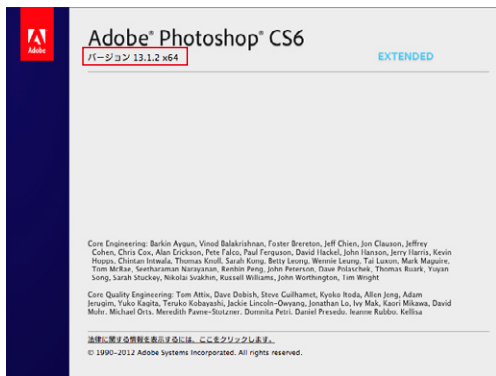 Adobe
Adobe® Photoshop® CS6
バージョン 13.1.2 x64
EXTENDED
Core Engineering: Barkin Aygun, Vinod Balakrishnan, Foster Brereton, Jeff Chien, Jon Clauson, Jeffrey
Cohen, Chris Cox, Alan Erickson, Pete Falco, Paul Ferguson, David Hackel, John Hanson, Jerry Harris, Kevin
Hopps, Chintan Intwala, Thomas Knoll, Sarah Kong, Betty Leong, Wennie Leung, Tai Luxon, Mark Maguire,
Tom McRae, Seetharaman Narayanan, Renbin Peng, John Peterson, Dave Polaschek, Thomas Ruark, Yuyan
Song, Sarah Stuckey, Nikolai Svakhin, Russell Williams, John Worthington, Tim Wright
Core Quality Engineering: Tom Attix, Dave Dobish, Steve Guilhamet, Kyoko Itoda, Allen Jeng, Adam
Jerugim, Yuko Kagita, Teruko Kobayashi, Jackie Lincoln-Owyang, Jonathan Lo, Ivy Mak, Kaori Mikawa, David
Mohr, Michael Orts, Meredith Payne-Stotzner, Domnita Petri, Daniel Presedo, Jeanne Rubbo, Kellisa
法律に関する情報を表示するには、ここをクリックします。
© 1990-2012 Adobe Systems Incorporated. All rights reserved.